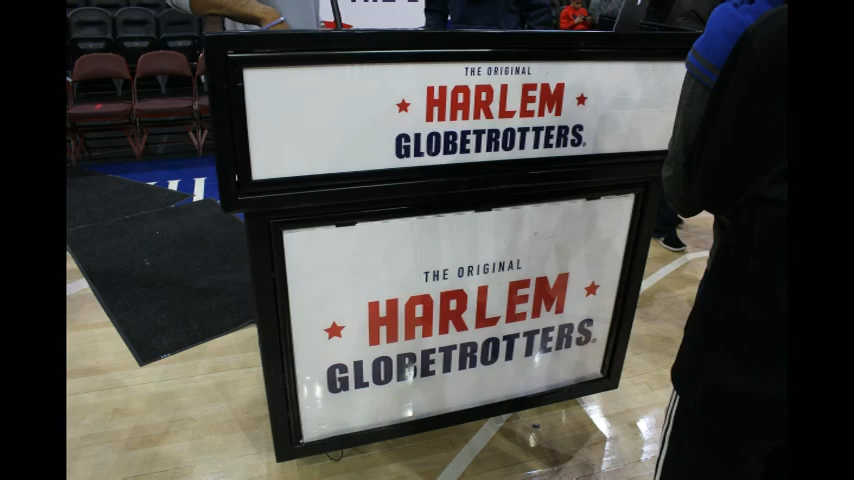 THE ORIGINAL
HARLEM
GLOBETROTTERS®
THE ORIGINAL
HARLEM
GLOBETROTTERS®